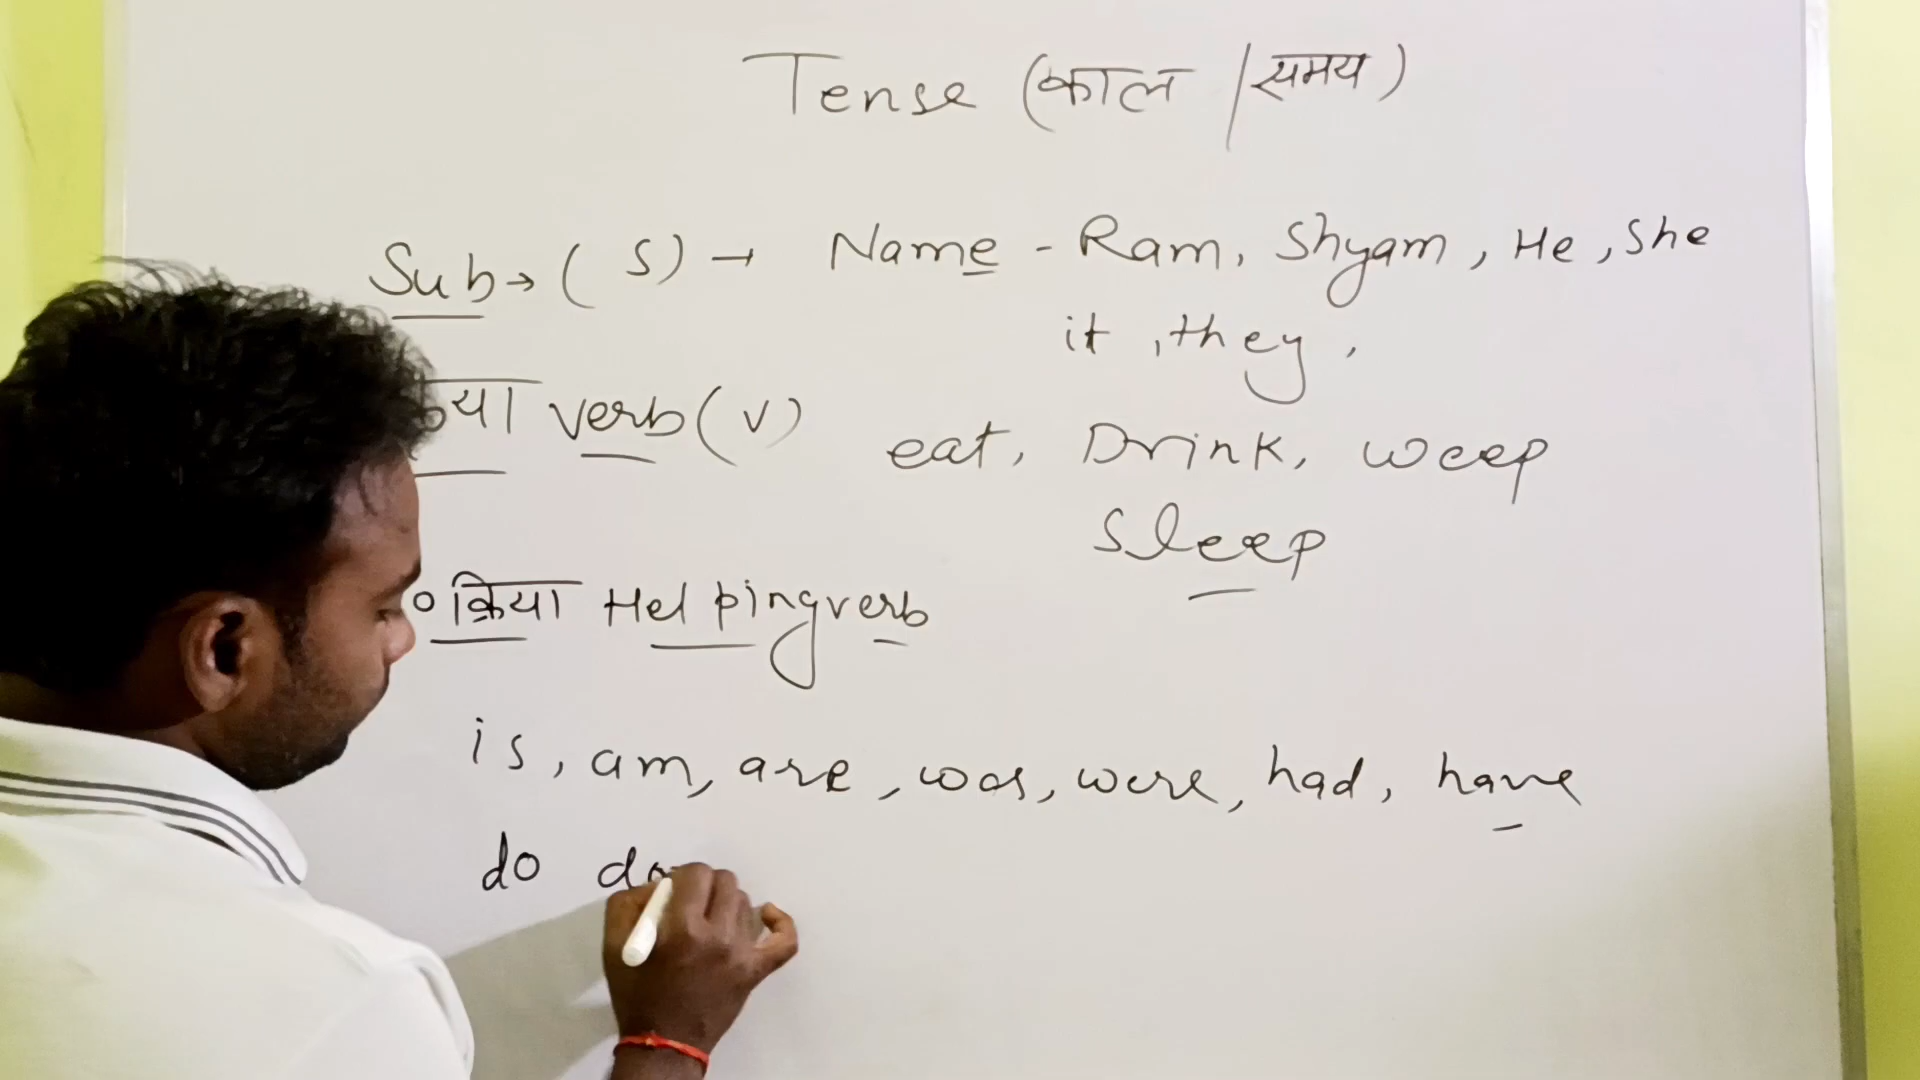 Tense (काल / समय)
Sub → ( S ) → Name - Ram, Shyam, He, She
it, they,
verb ( V ) eat, Drink, weep
Sleep
क्रिया Helping verb
is, am, are, was, were, had, have
do